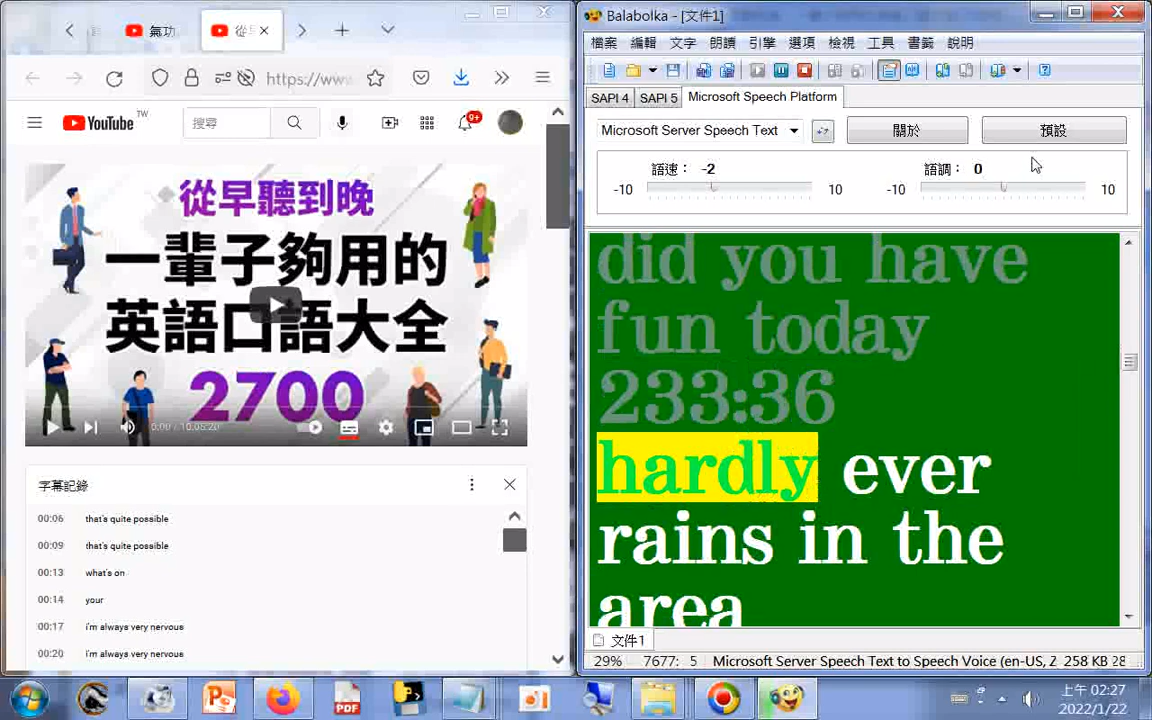 氣功
從
https://www
YouTube TW
搜尋
9+
從早聽到晚
一輩子夠用的
英語口語大全
2700
0:00 / 10:05:20
字幕記錄
00:06 that's quite possible
00:09 that's quite possible
00:13 what's on
00:14 your
00:17 i'm always very nervous
00:20 i'm always very nervous
Balabolka - [文件1]
檔案 編輯 文字 朗讀 引擎 選項 檢視 工具 書籤 說明
SAPI 4 SAPI 5 Microsoft Speech Platform
Microsoft Server Speech Text 關於 預設
語速： -2 語調： 0
-10 10 -10 10
did you have
fun today
233:36
hardly ever
rains in the
area
文件1
29% 7677: 5 Microsoft Server Speech Text to Speech Voice (en-US, Z 258 KB 28
PDF
上午 02:27
2022/1/22